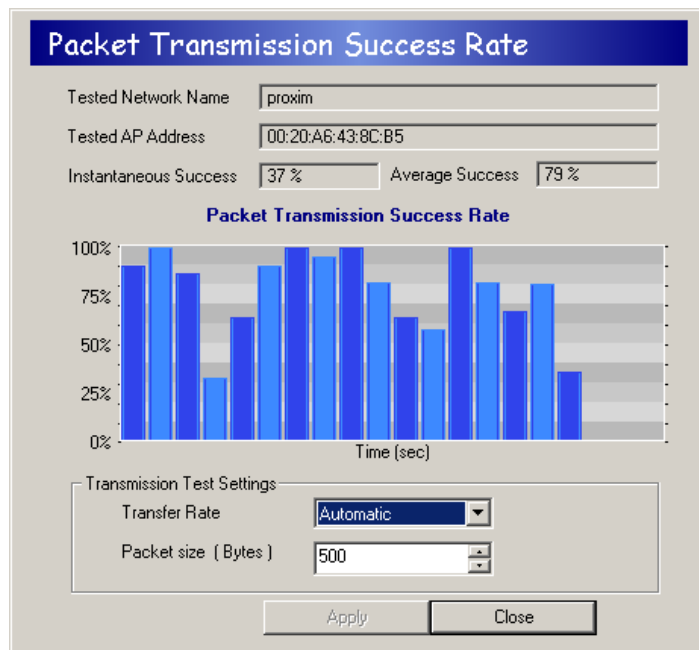 Packet Transmission Success Rate
Tested Network Name proxim
Tested AP Address 00:20:A6:43:8C:B5
Instantaneous Success 37 % Average Success 79 %
Packet Transmission Success Rate
100%
75%
50%
25%
0%
Time (sec)
Transmission Test Settings
Transfer Rate Automatic
Packet size ( Bytes ) 500
Apply Close